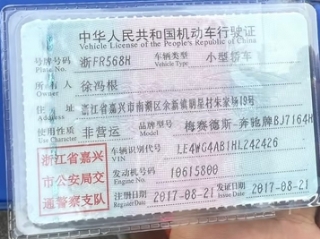 中华人民共和国机动车行驶证
Vehicle License of the People's Republic of China
号牌号码 Plate No. 浙FR568H 车辆类型 Vehicle Type 小型轿车
所有人 Owner 徐冯根
住址 Address 浙江省嘉兴市南湖区余新镇明星村朱家场19号
使用性质 Use Character 非营运 品牌型号 Model 梅赛德斯-奔驰牌BJ7164H
浙江省嘉兴市公安局交通警察支队
车辆识别代号 VIN LE4WG4AB1HL242426
发动机号码 Engine No. 10615800
注册日期 Register Date 2017-08-21 发证日期 Issue Date 2017-08-21